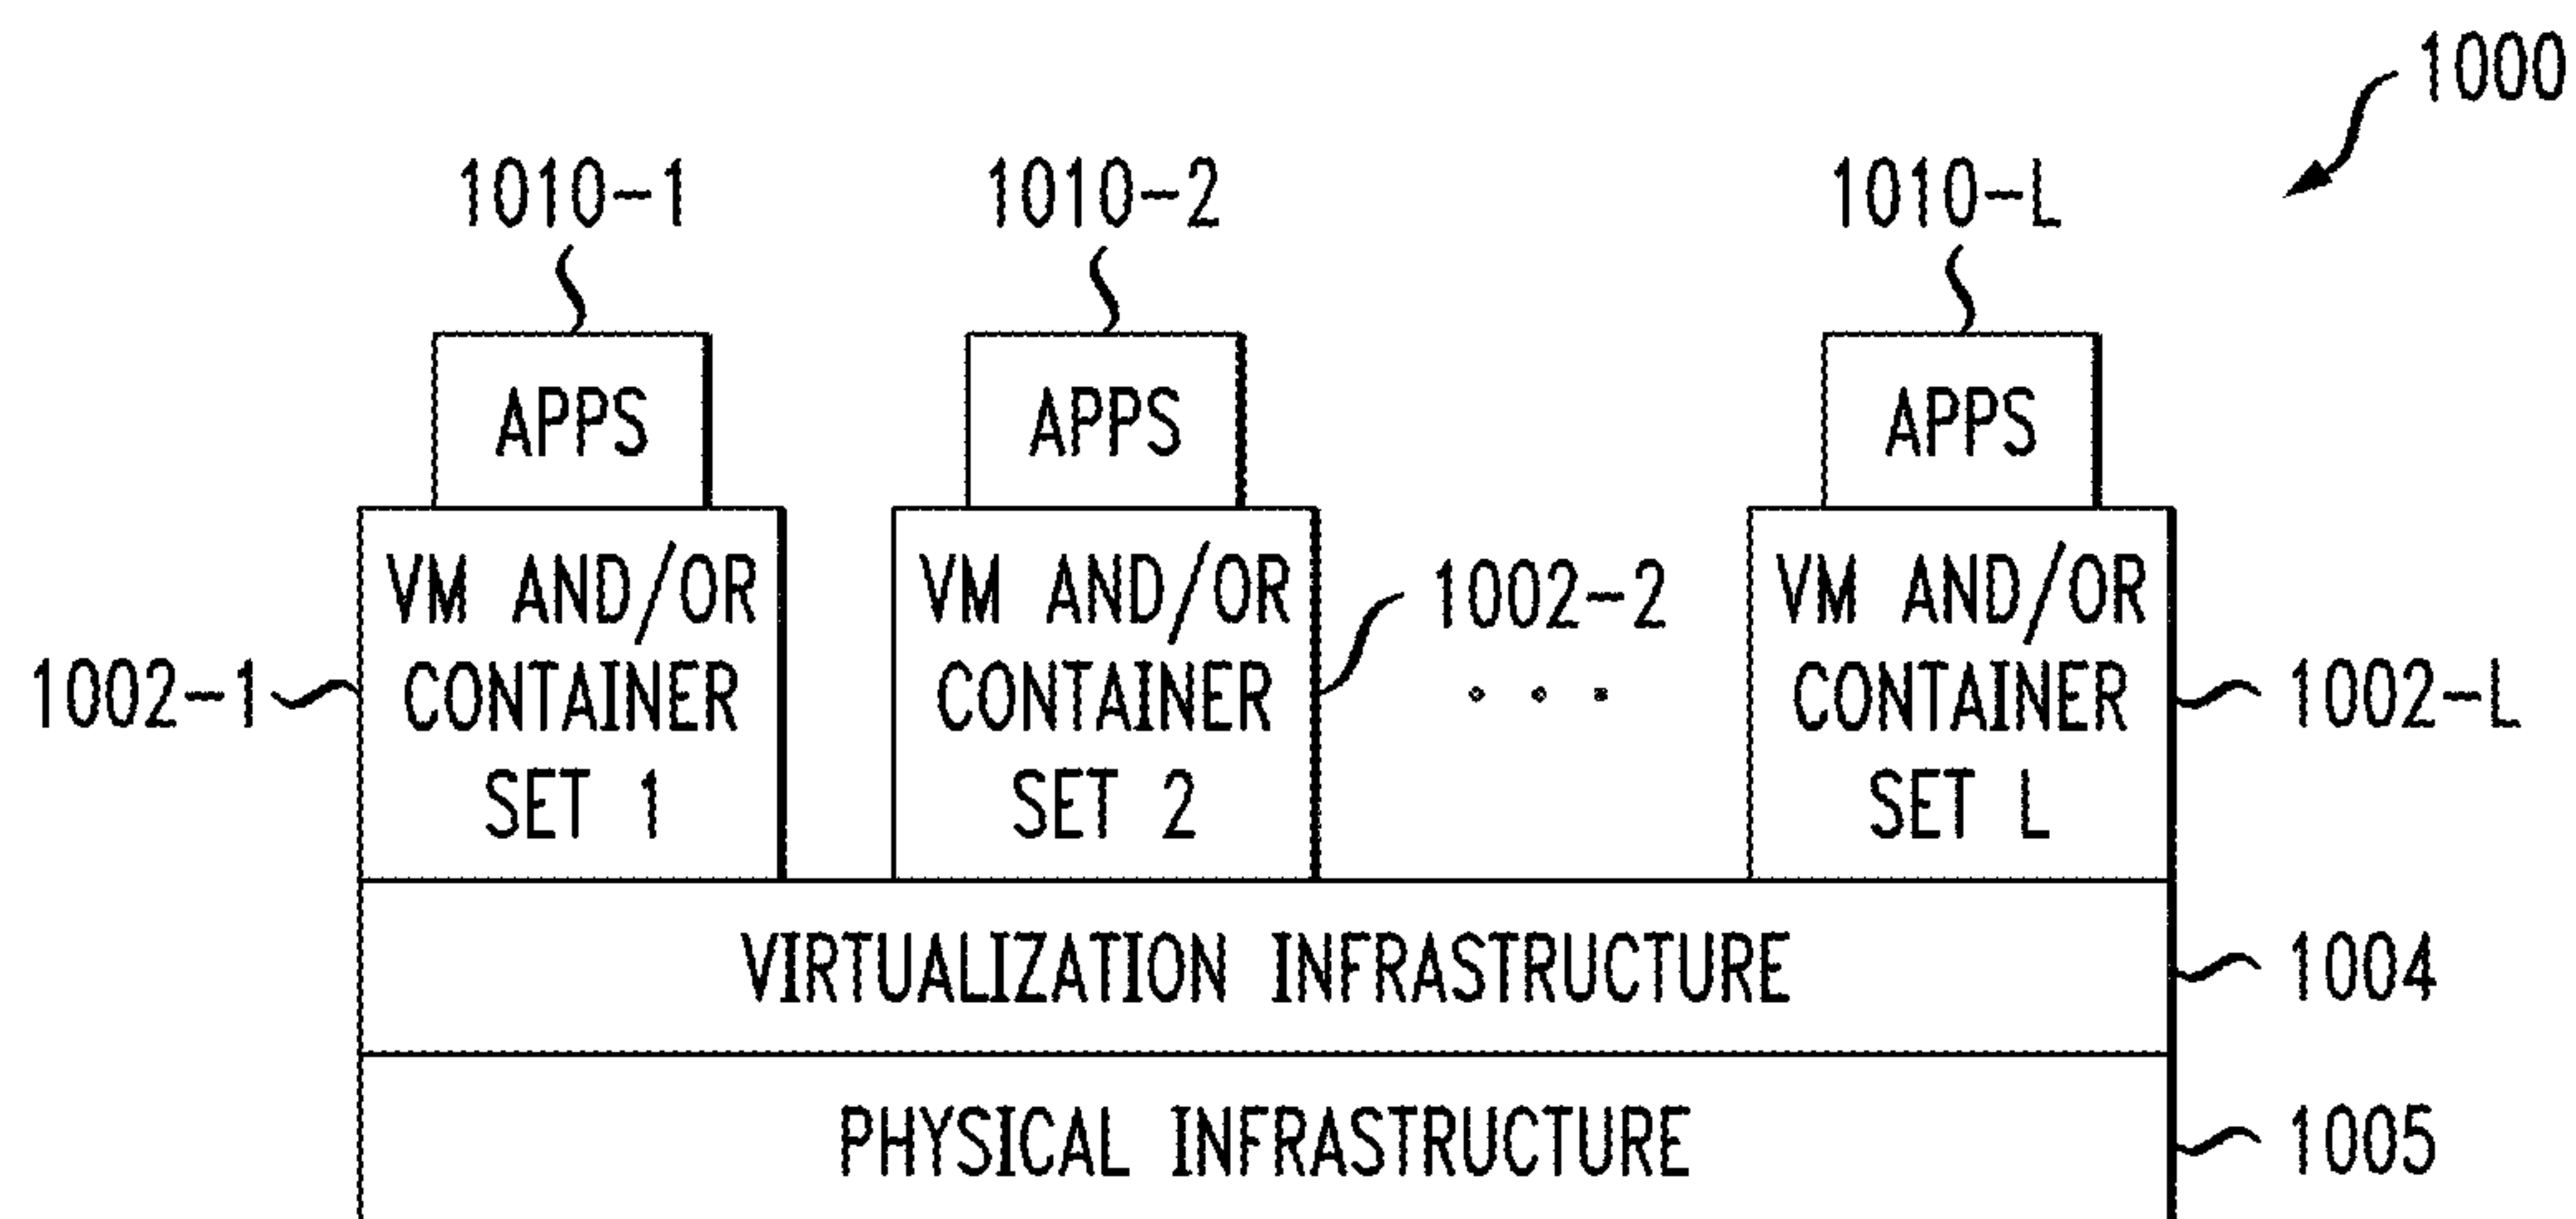 1000
1010-1 1010-2 1010-L
APPS APPS APPS
VM AND/OR CONTAINER SET 1
VM AND/OR CONTAINER SET 2
VM AND/OR CONTAINER SET L
1002-1 1002-2 . . . 1002-L
VIRTUALIZATION INFRASTRUCTURE 1004
PHYSICAL INFRASTRUCTURE 1005